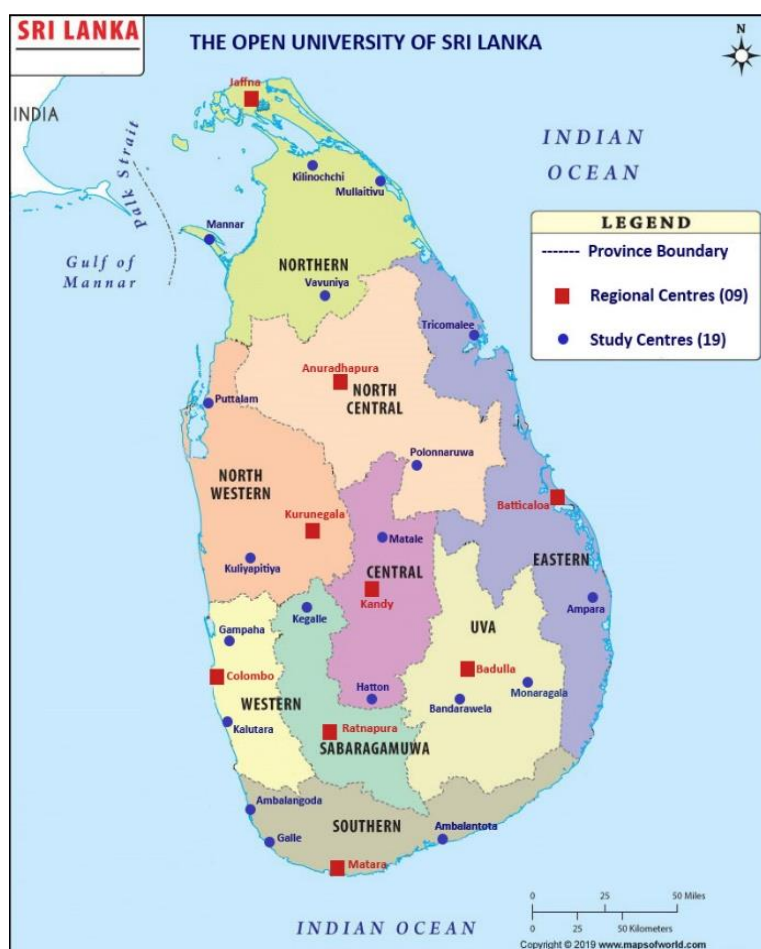 SRI LANKA
THE OPEN UNIVERSITY OF SRI LANKA
N
Jaffna
INDIA
Palk Strait
INDIAN
OCEAN
Kilinochchi
Mullaitivu
Mannar
Gulf of
Mannar
NORTHERN
Vavuniya
LEGEND
Province Boundary
Regional Centres (09)
Study Centres (19)
Tricomalee
Anuradhapura
NORTH
CENTRAL
Puttalam
Polonnaruwa
NORTH
WESTERN
Batticaloa
Kurunegala
Matale
EASTERN
Kuliyapitiya
CENTRAL
Kandy
Ampara
Kegalle
Gampaha
UVA
Colombo
Badulla
Hatton
Monaragala
WESTERN
Bandarawela
Kalutara
Ratnapura
SABARAGAMUWA
Ambalangoda
SOUTHERN
Ambalantota
Galle
Matara
0 25 50 Miles
0 25 50 Kilometers
INDIAN OCEAN
Copyright © 2019 www.mapsofworld.com